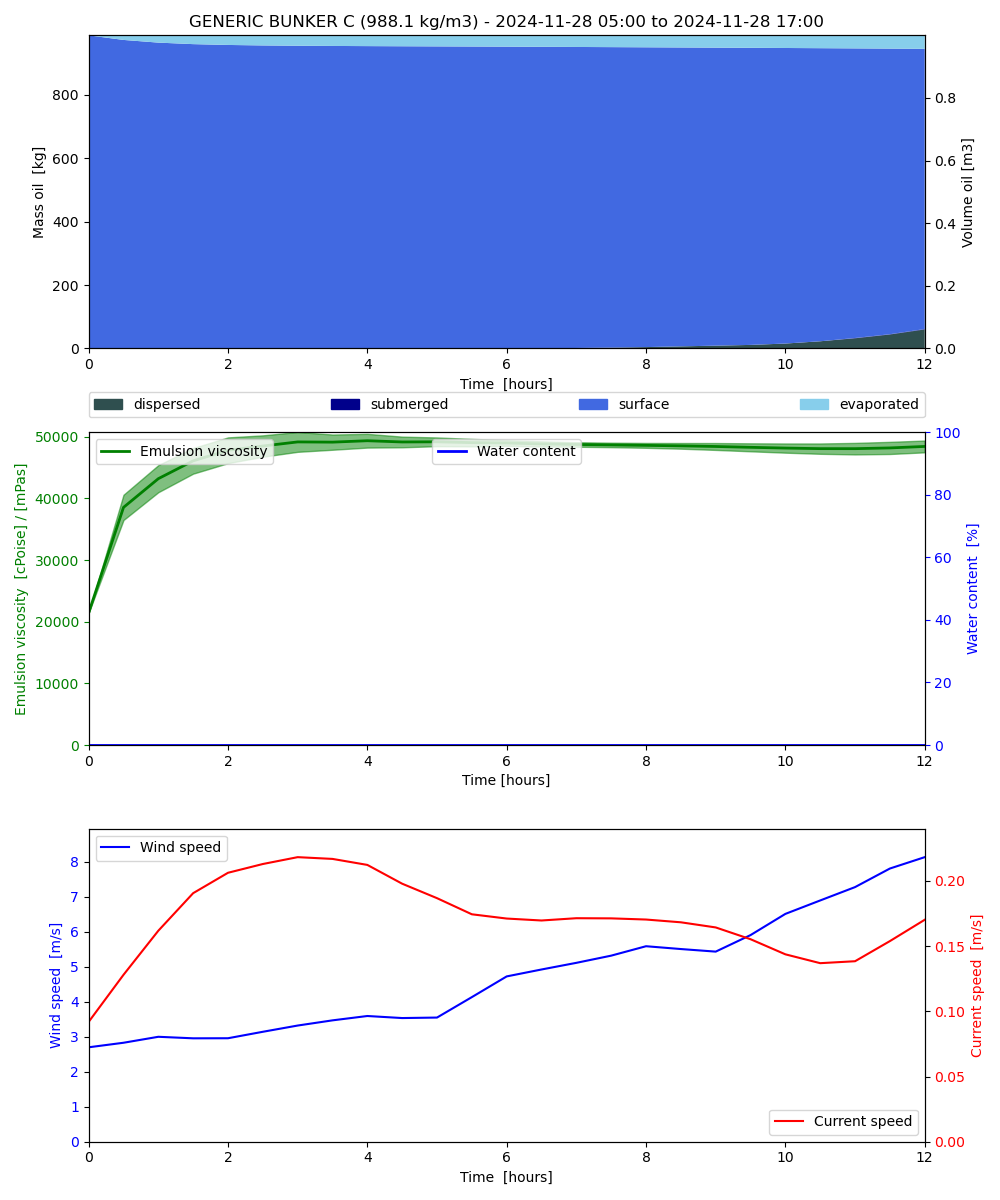 GENERIC BUNKER C (988.1 kg/m3) - 2024-11-28 05:00 to 2024-11-28 17:00
Mass oil  [kg]
800
600
400
200
0
0.8
0.6
0.4
0.2
0.0
Volume oil [m3]
0 2 4 6 8 10 12
Time  [hours]
dispersed submerged surface evaporated
Emulsion viscosity  [cPoise] / [mPas]
50000
40000
30000
20000
10000
0
Emulsion viscosity
Water content
100
80
60
40
20
0
Water content  [%]
0 2 4 6 8 10 12
Time [hours]
Wind speed  [m/s]
8
7
6
5
4
3
2
1
0
Wind speed
0.20
0.15
0.10
0.05
0.00
Current speed  [m/s]
Current speed
0 2 4 6 8 10 12
Time  [hours]